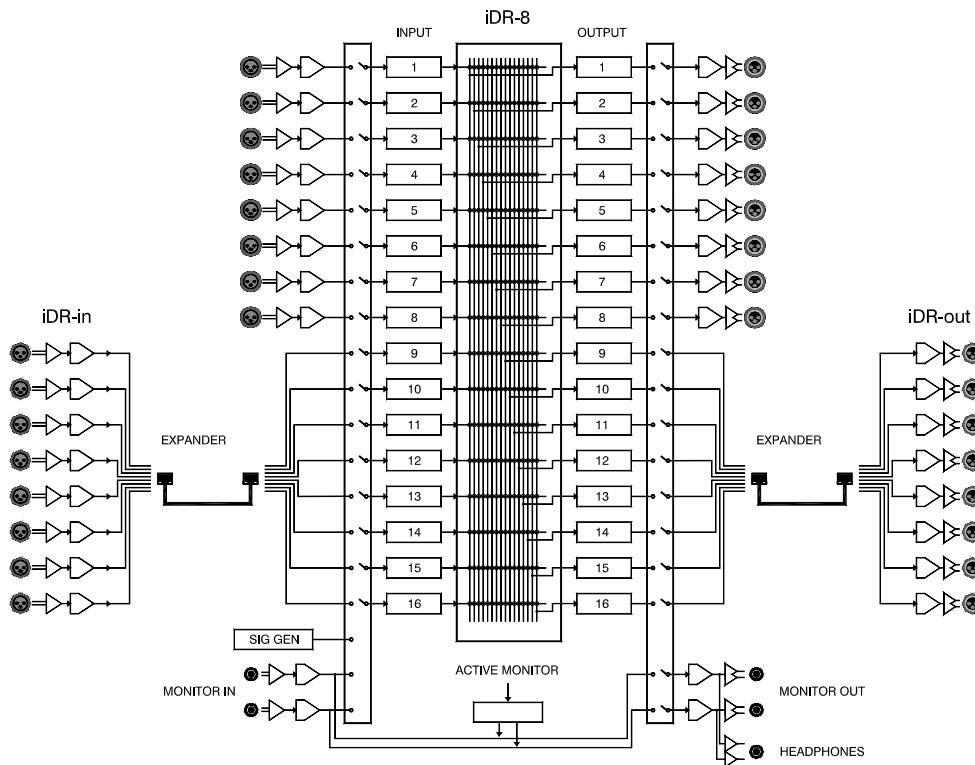 iDR-8
INPUT
OUTPUT
1
1
2
2
3
3
4
4
5
5
6
6
7
7
8
8
iDR-in
iDR-out
9
9
10
10
EXPANDER
11
11
EXPANDER
12
12
13
13
14
14
15
15
16
16
SIG GEN
ACTIVE MONITOR
MONITOR IN
MONITOR OUT
HEADPHONES